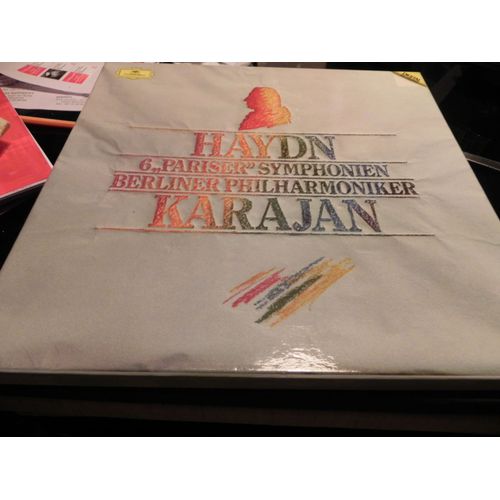 HAYDN
6 „PARISER" SYMPHONIEN
BERLINER PHILHARMONIKER
KARAJAN